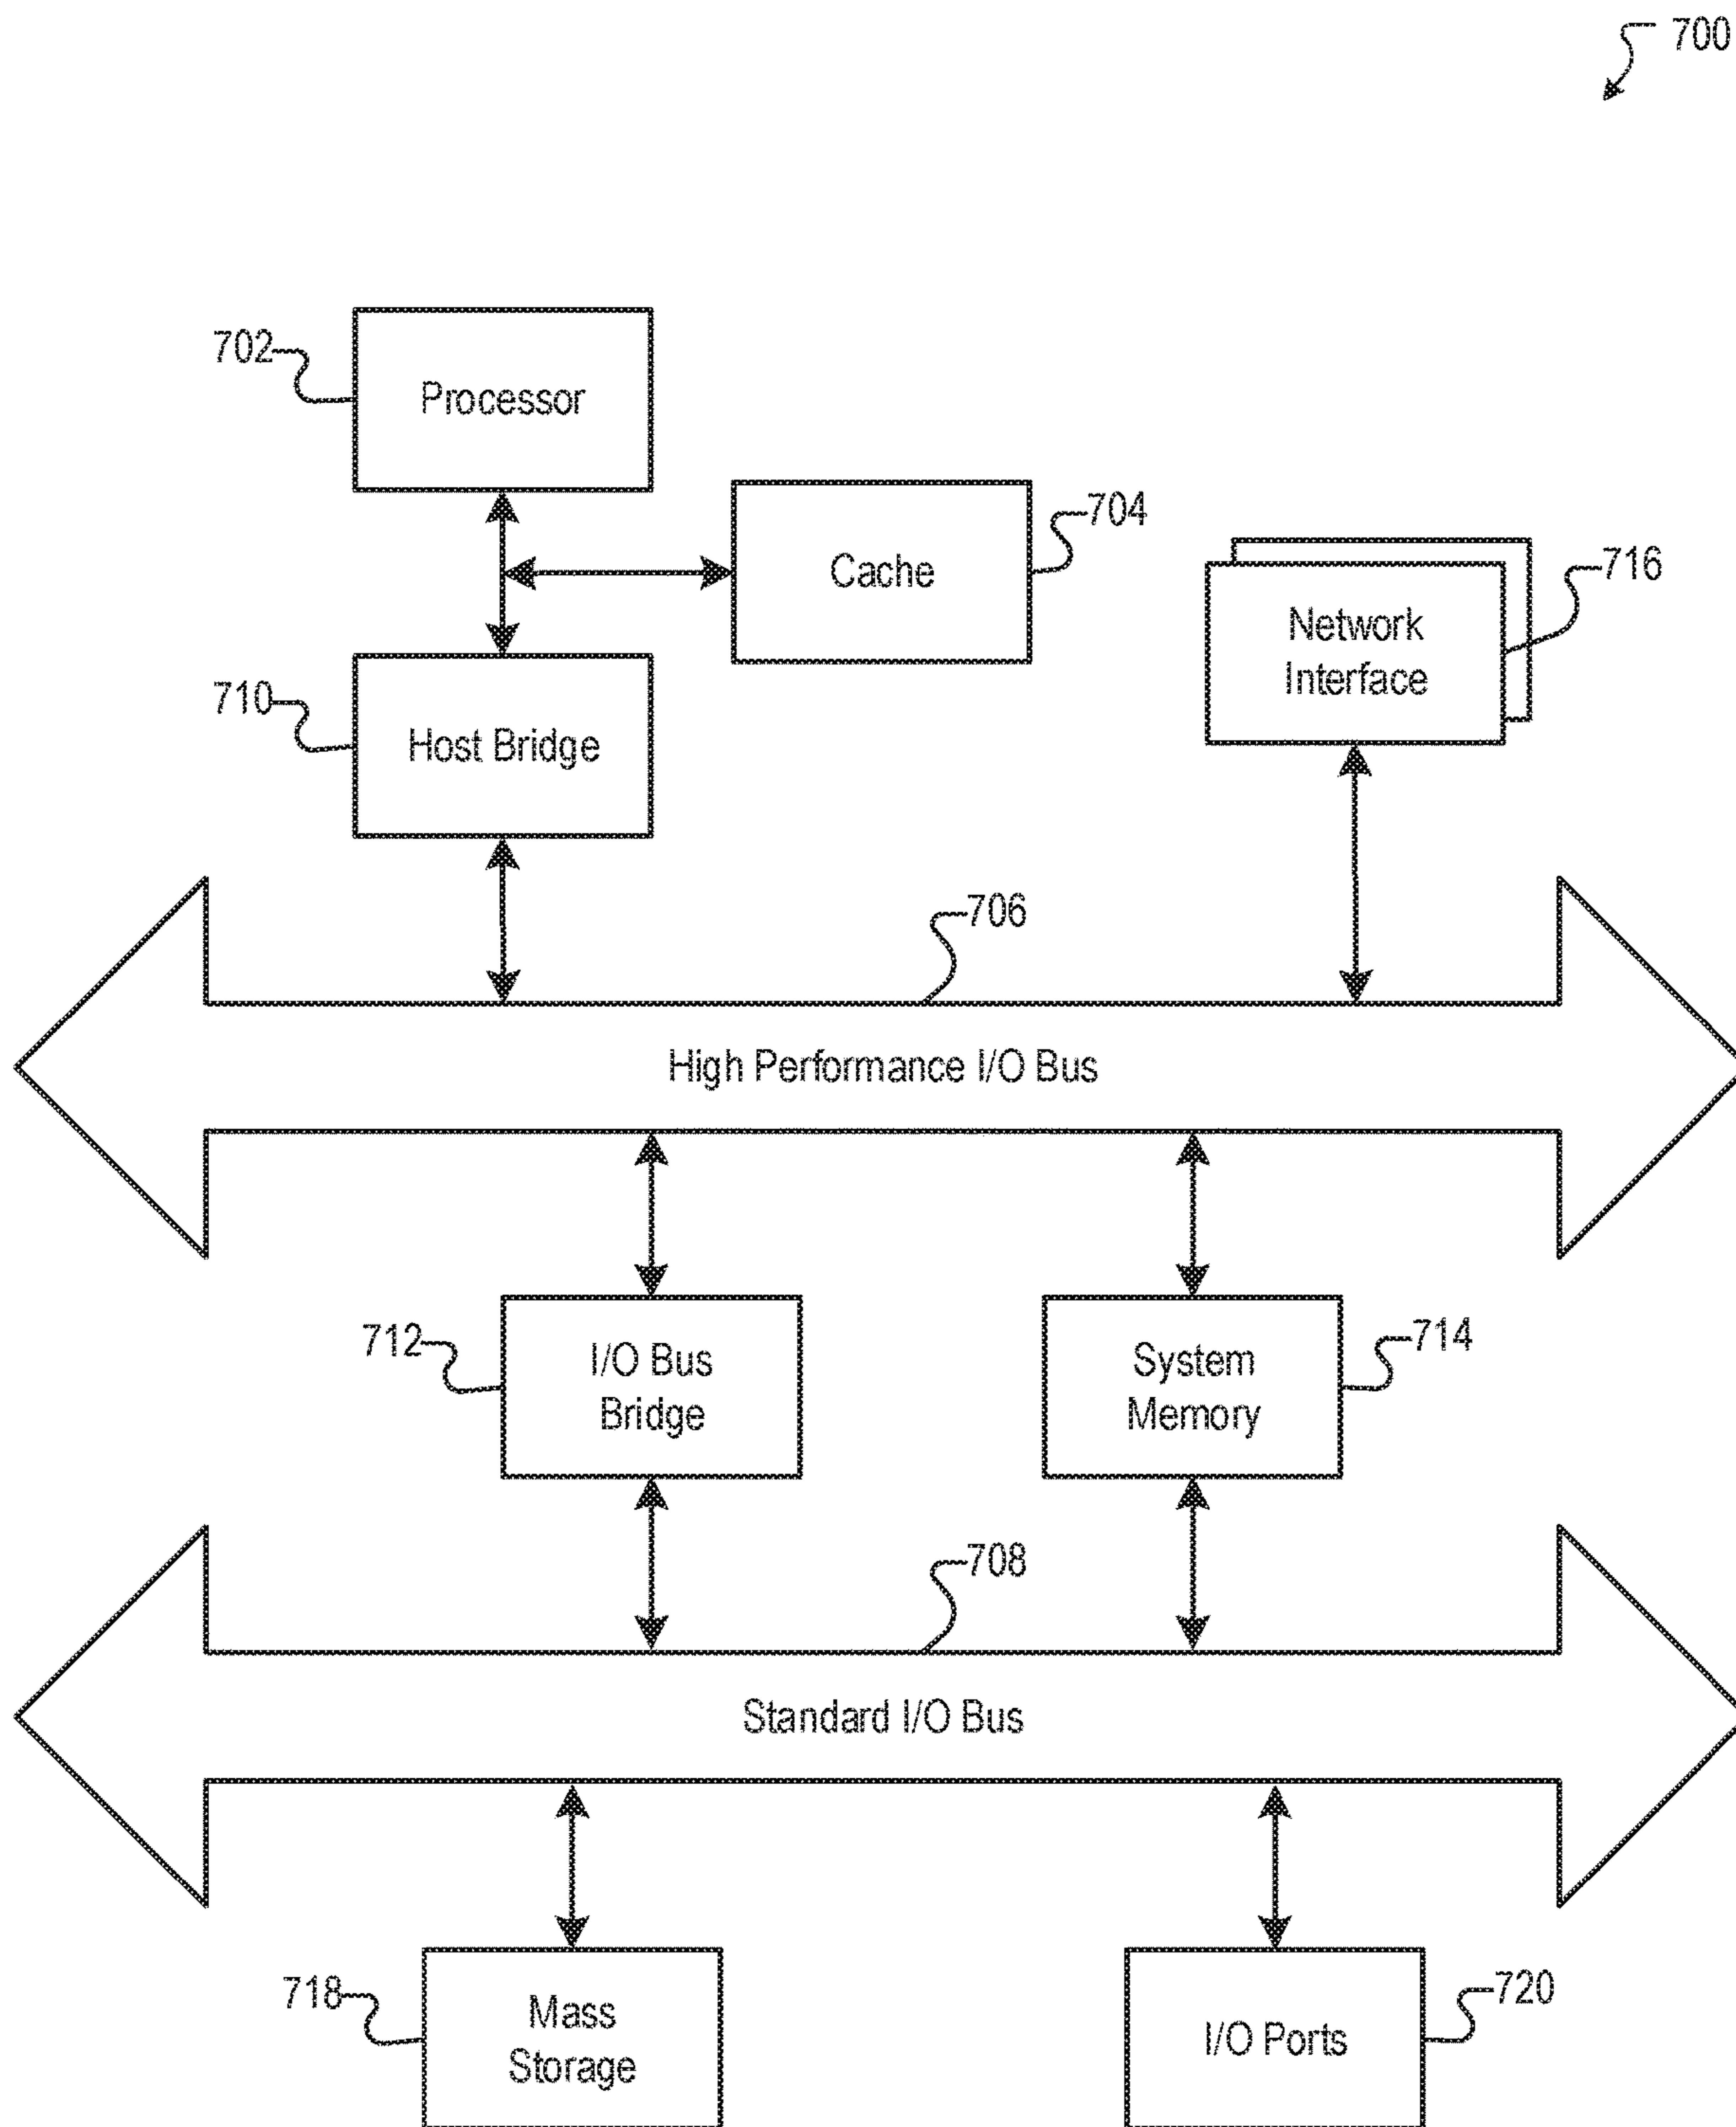 700
702
Processor
704
Cache
716
Network
Interface
710
Host Bridge
706
High Performance I/O Bus
712
I/O Bus
Bridge
714
System
Memory
708
Standard I/O Bus
718
Mass
Storage
720
I/O Ports